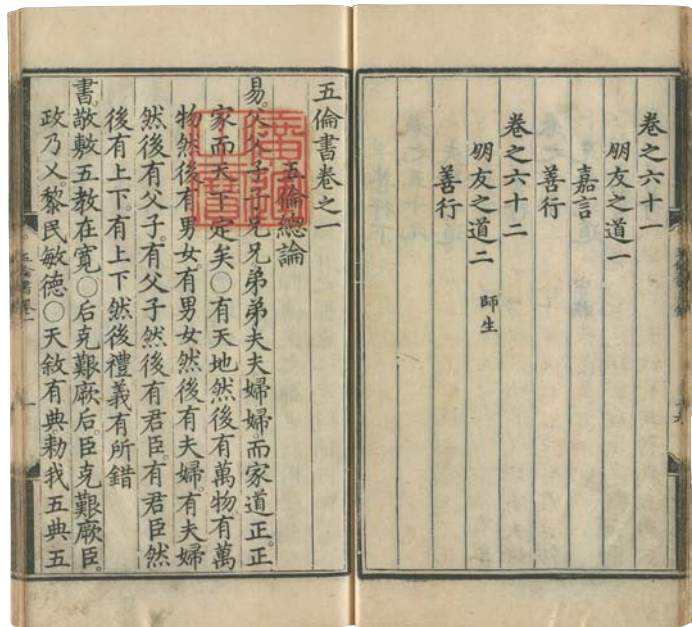 卷之六十一
朋友之道一
嘉言
善行
卷之六十二
朋友之道二 師生
善行
五倫書卷之一
五倫總論
易。父父子子兄兄弟弟夫夫婦婦。而家道正。正
家而天下定矣○有天地。然後有萬物。有萬
物然後有男女。有男女然後有夫婦。有夫婦
然後有父子。有父子然後有君臣。有君臣然
後有上下。有上下然後禮義有所錯
書。敬敷五教在寬○后克艱厥后。臣克艱厥臣。
政乃乂。黎民敏德○天敘有典。勑我五典五